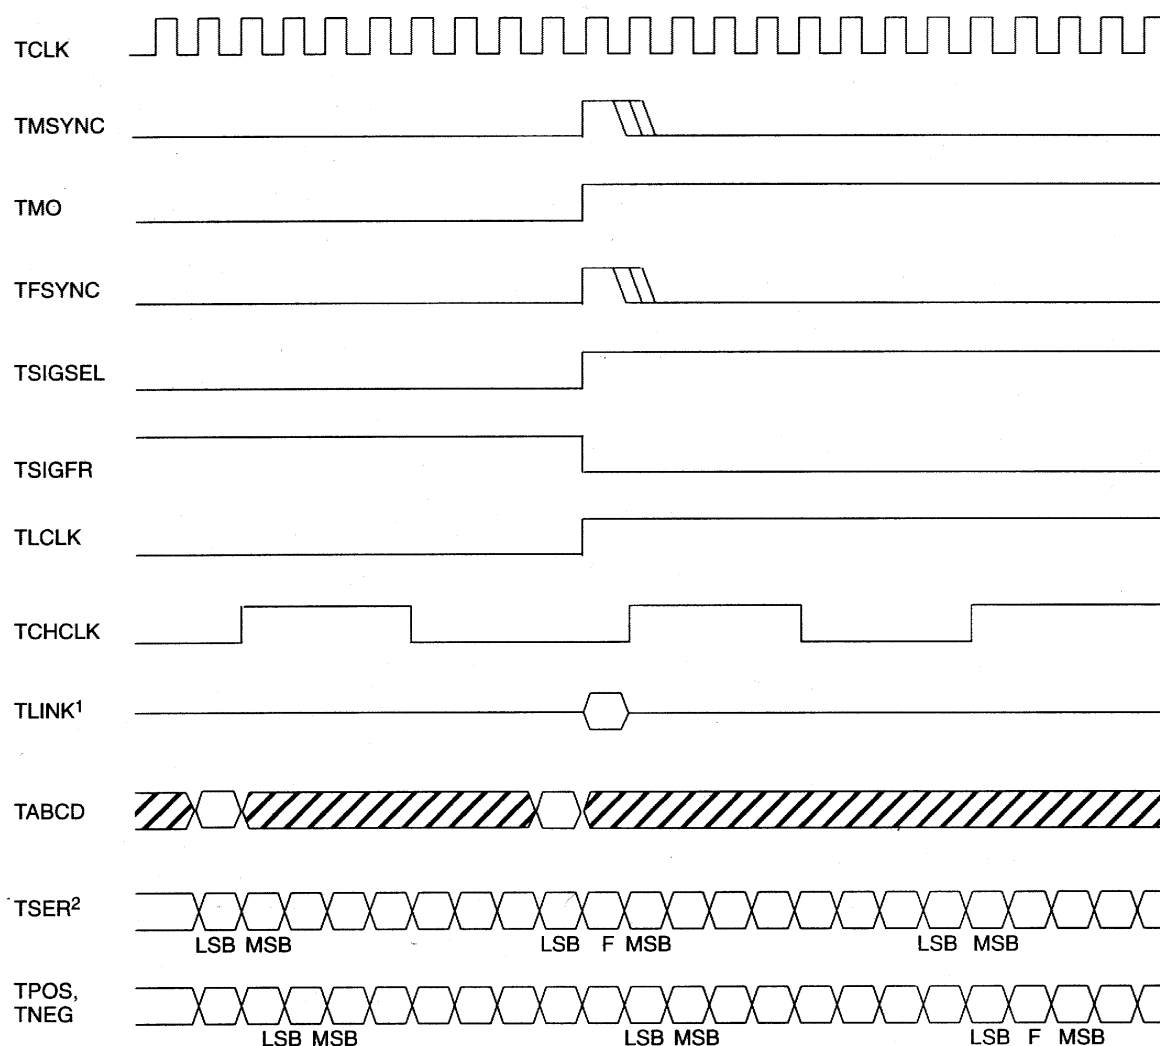 TCLK
TMSYNC
TMO
TFSYNC
TSIGSEL
TSIGFR
TLCLK
TCHCLK
TLINK1
TABCD
TSER2
LSB MSB LSB F MSB LSB MSB
TPOS,
TNEG
LSB MSB LSB MSB LSB F MSB